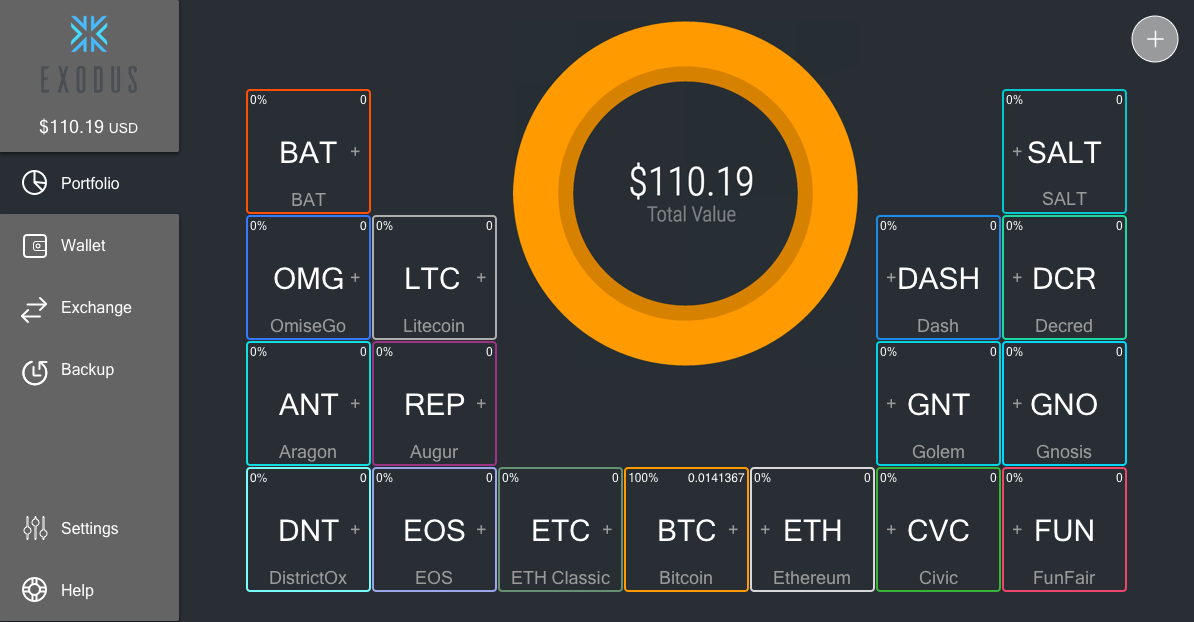 EXODUS
$110.19 USD
Portfolio
Wallet
Exchange
Backup
Settings
Help
+
$110.19
Total Value
0% 0
BAT +
BAT
0% 0
+ SALT
SALT
0% 0
OMG +
OmiseGo
0% 0
LTC +
Litecoin
0% 0
+ DASH
Dash
0% 0
+ DCR
Decred
0% 0
ANT +
Aragon
0% 0
REP +
Augur
0% 0
+ GNT
Golem
0% 0
+ GNO
Gnosis
0% 0
DNT +
DistrictOx
0% 0
EOS +
EOS
0% 0
ETC +
ETH Classic
100% 0.0141367
BTC +
Bitcoin
0% 0
+ ETH
Ethereum
0% 0
+ CVC
Civic
0% 0
+ FUN
FunFair